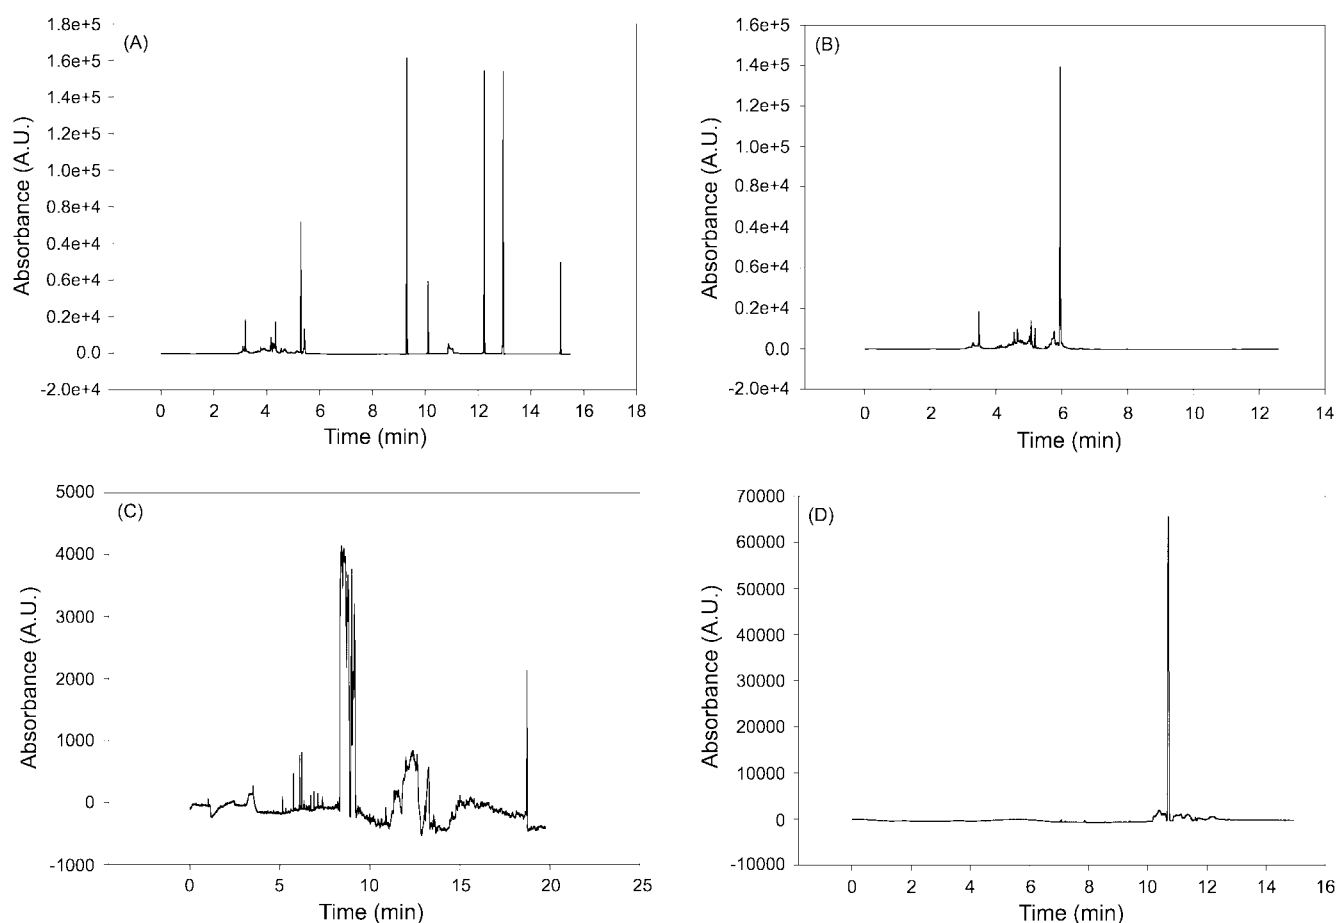 (A)
Absorbance (A.U.)
1.8e+5
1.6e+5
1.4e+5
1.2e+5
1.0e+5
0.8e+4
0.6e+4
0.4e+4
0.2e+4
0.0
-2.0e+4
0 2 4 6 8 10 12 14 16 18
Time (min)
(B)
Absorbance (A.U.)
1.6e+5
1.4e+5
1.2e+5
1.0e+5
0.8e+4
0.4e+4
0.6e+4
0.2e+4
0.0
-2.0e+4
0 2 4 6 8 10 12 14
Time (min)
(C)
Absorbance (A.U.)
5000
4000
3000
2000
1000
0
-1000
0 5 10 15 20 25
Time (min)
(D)
Absorbance (A.U.)
70000
60000
50000
40000
30000
20000
10000
0
-10000
0 2 4 6 8 10 12 14 16
Time (min)